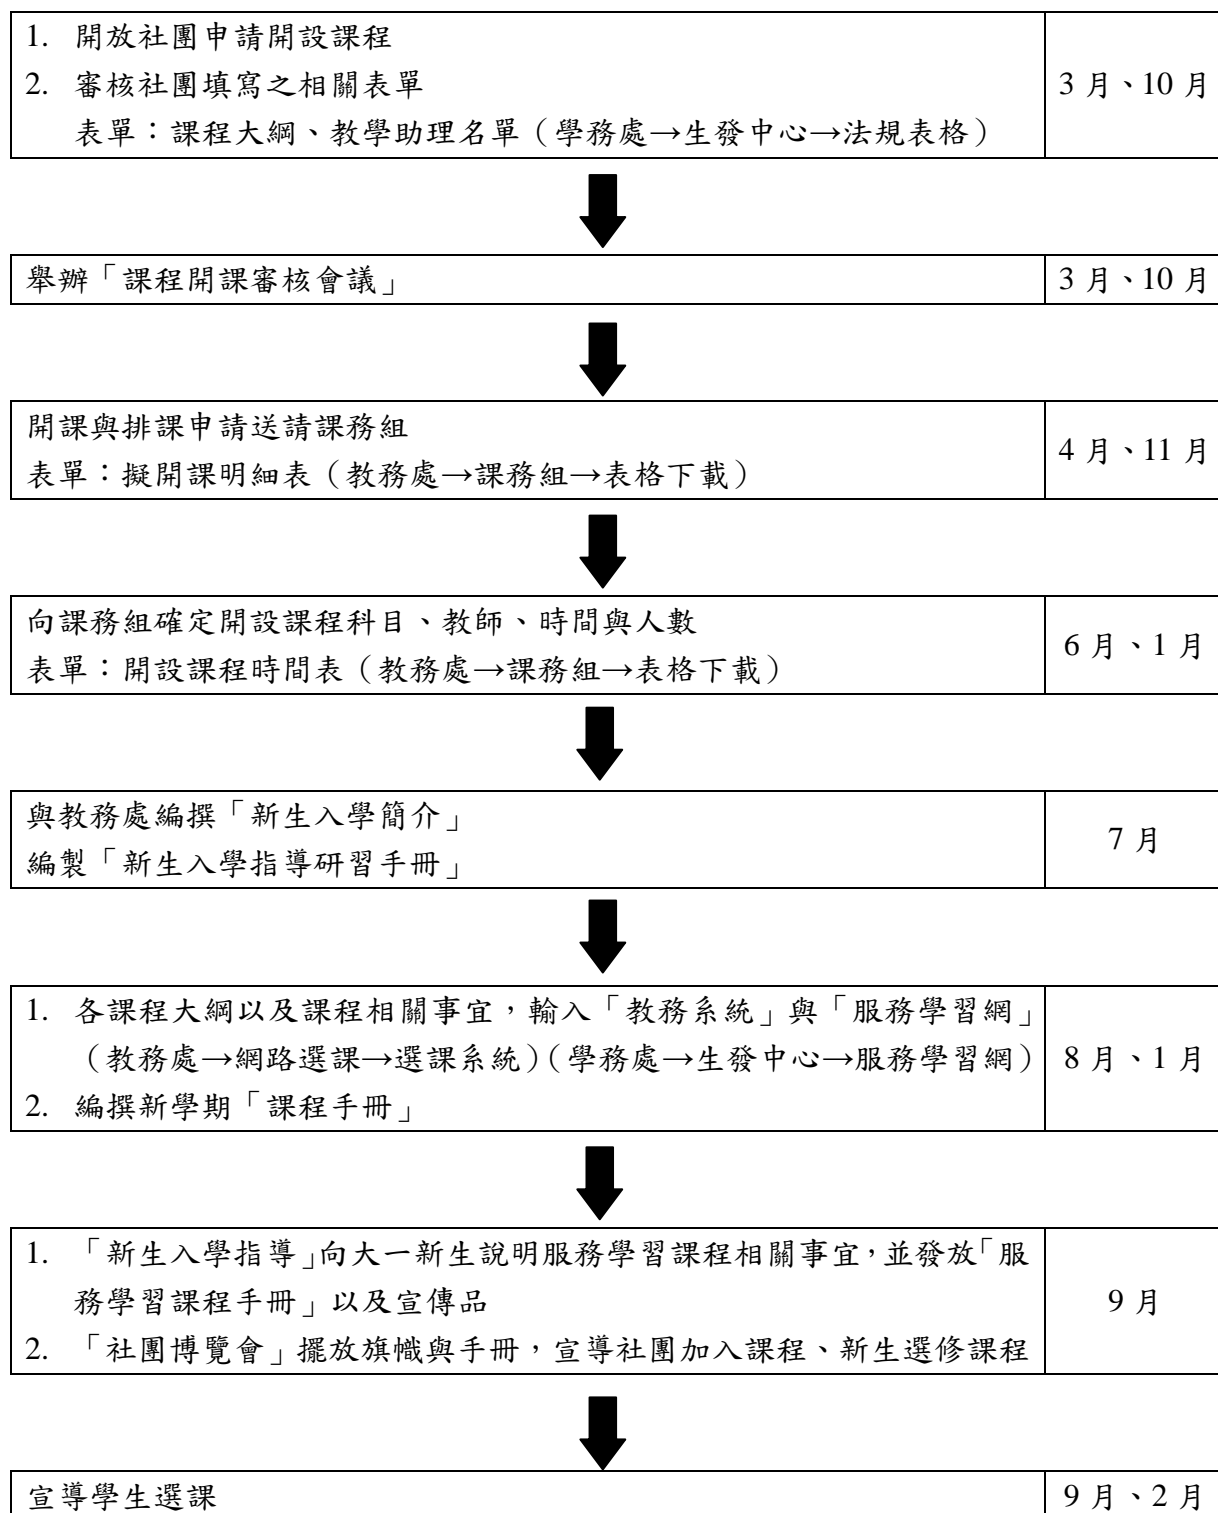 1. 開放社團申請開設課程
2. 審核社團填寫之相關表單
表單：課程大綱、教學助理名單（學務處→生發中心→法規表格）
3 月、10 月
舉辦「課程開課審核會議」
3 月、10 月
開課與排課申請送請課務組
表單：擬開課明細表（教務處→課務組→表格下載）
4 月、11 月
向課務組確定開設課程科目、教師、時間與人數
表單：開設課程時間表（教務處→課務組→表格下載）
6 月、1 月
與教務處編撰「新生入學簡介」
編製「新生入學指導研習手冊」
7 月
1. 各課程大綱以及課程相關事宜，輸入「教務系統」與「服務學習網」
（教務處→網路選課→選課系統）（學務處→生發中心→服務學習網）
2. 編撰新學期「課程手冊」
8 月、1 月
1. 「新生入學指導」向大一新生說明服務學習課程相關事宜，並發放「服
務學習課程手冊」以及宣傳品
2. 「社團博覽會」擺放旗幟與手冊，宣導社團加入課程、新生選修課程
9 月
宣導學生選課
9 月、2 月